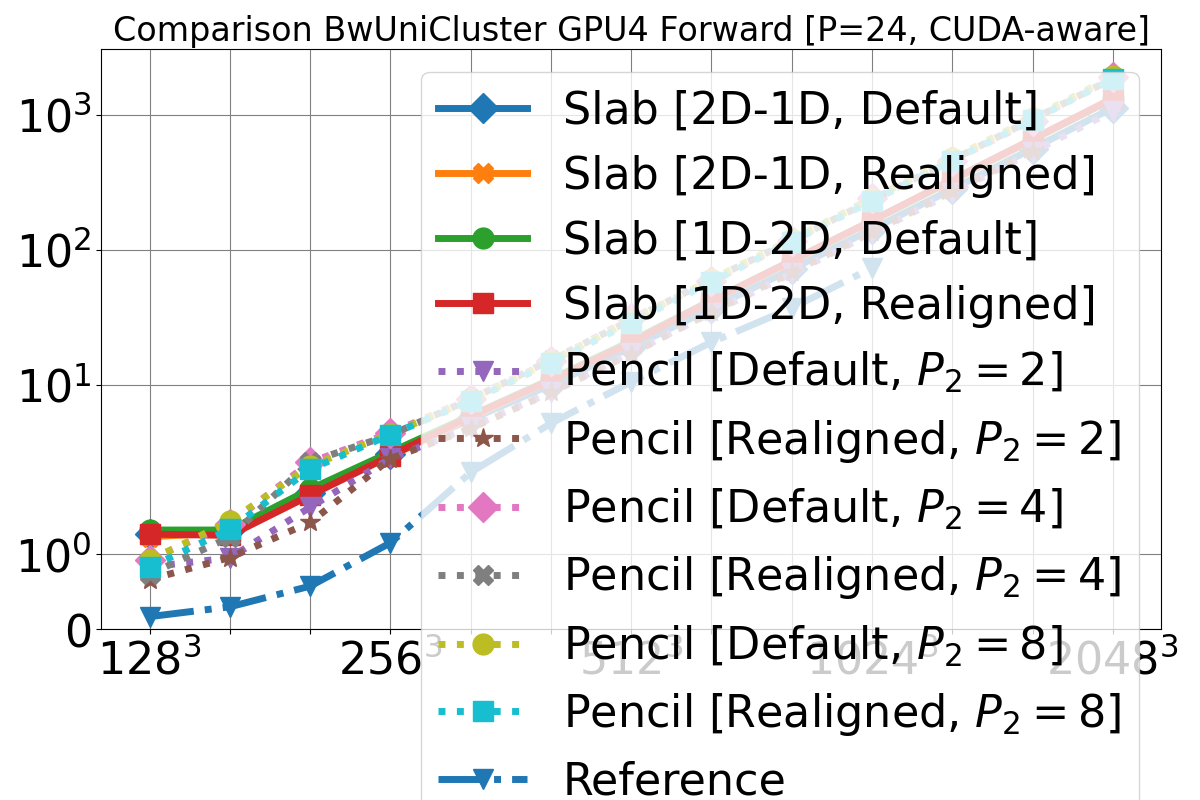 Comparison BwUniCluster GPU4 Forward [P=24, CUDA-aware]
10³
10²
10¹
10⁰
0
128³
256³
512³
1024³
2048³
Slab [2D-1D, Default]
Slab [2D-1D, Realigned]
Slab [1D-2D, Default]
Slab [1D-2D, Realigned]
Pencil [Default, P₂ = 2]
Pencil [Realigned, P₂ = 2]
Pencil [Default, P₂ = 4]
Pencil [Realigned, P₂ = 4]
Pencil [Default, P₂ = 8]
Pencil [Realigned, P₂ = 8]
Reference